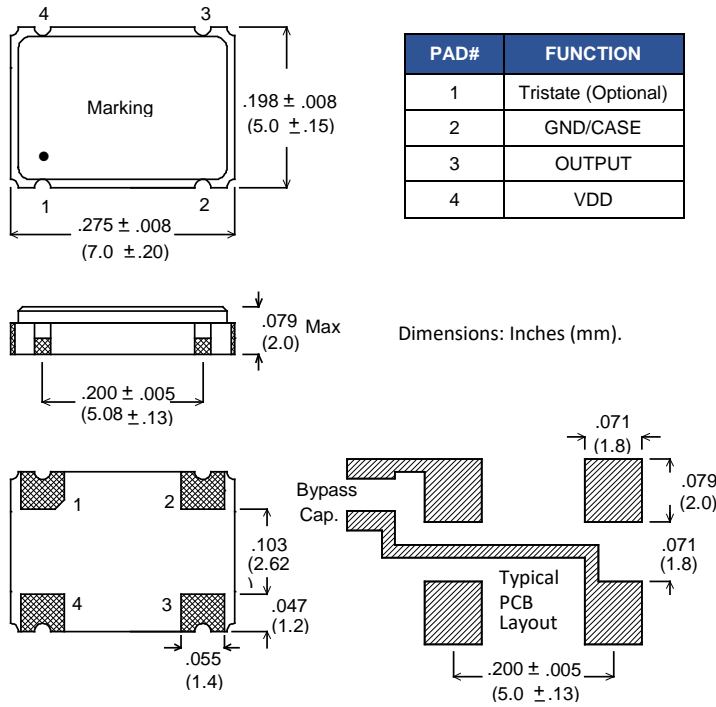 4
3
Marking
1
2
.198 ± .008
(5.0 ± .15)
.275 ± .008
(7.0 ± .20)
PAD# FUNCTION
1 Tristate (Optional)
2 GND/CASE
3 OUTPUT
4 VDD
.079 Max
(2.0)
Dimensions: Inches (mm).
.200 ± .005
(5.08 ± .13)
1
2
4
3
.103
(2.62
)
.047
(1.2)
.055
(1.4)
Bypass
Cap.
.071
(1.8)
.079
(2.0)
.071
(1.8)
Typical
PCB
Layout
.200 ± .005
(5.0 ± .13)